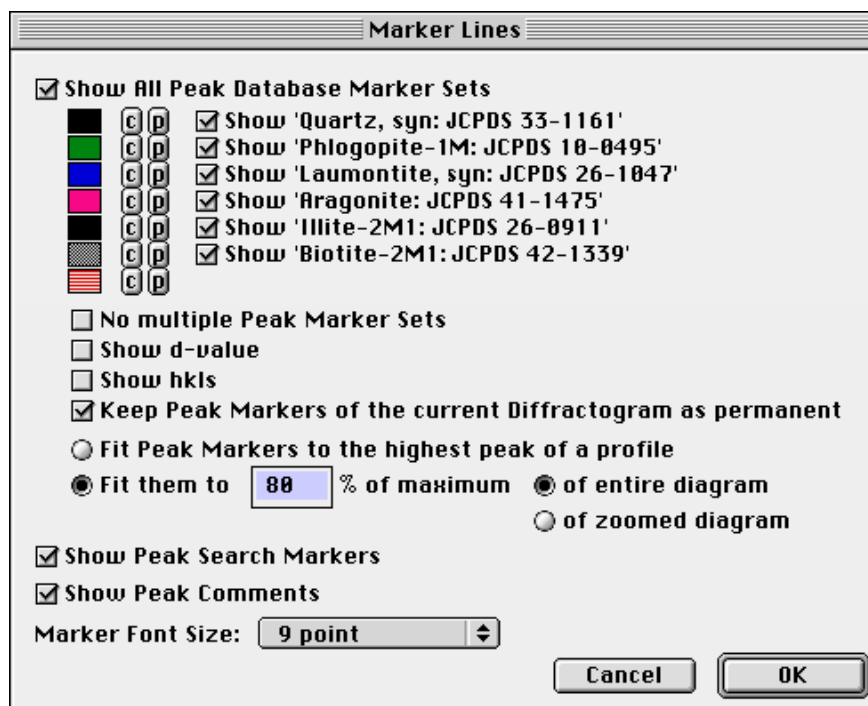 Marker Lines
Show All Peak Database Marker Sets
c p Show 'Quartz, syn: JCPDS 33-1161'
c p Show 'Phlogopite-1M: JCPDS 10-0495'
c p Show 'Laumontite, syn: JCPDS 26-1047'
c p Show 'Aragonite: JCPDS 41-1475'
c p Show 'Illite-2M1: JCPDS 26-0911'
c p Show 'Biotite-2M1: JCPDS 42-1339'
c p
No multiple Peak Marker Sets
Show d-value
Show hkls
Keep Peak Markers of the current Diffractogram as permanent
Fit Peak Markers to the highest peak of a profile
Fit them to 80 % of maximum of entire diagram
of zoomed diagram
Show Peak Search Markers
Show Peak Comments
Marker Font Size: 9 point
Cancel OK